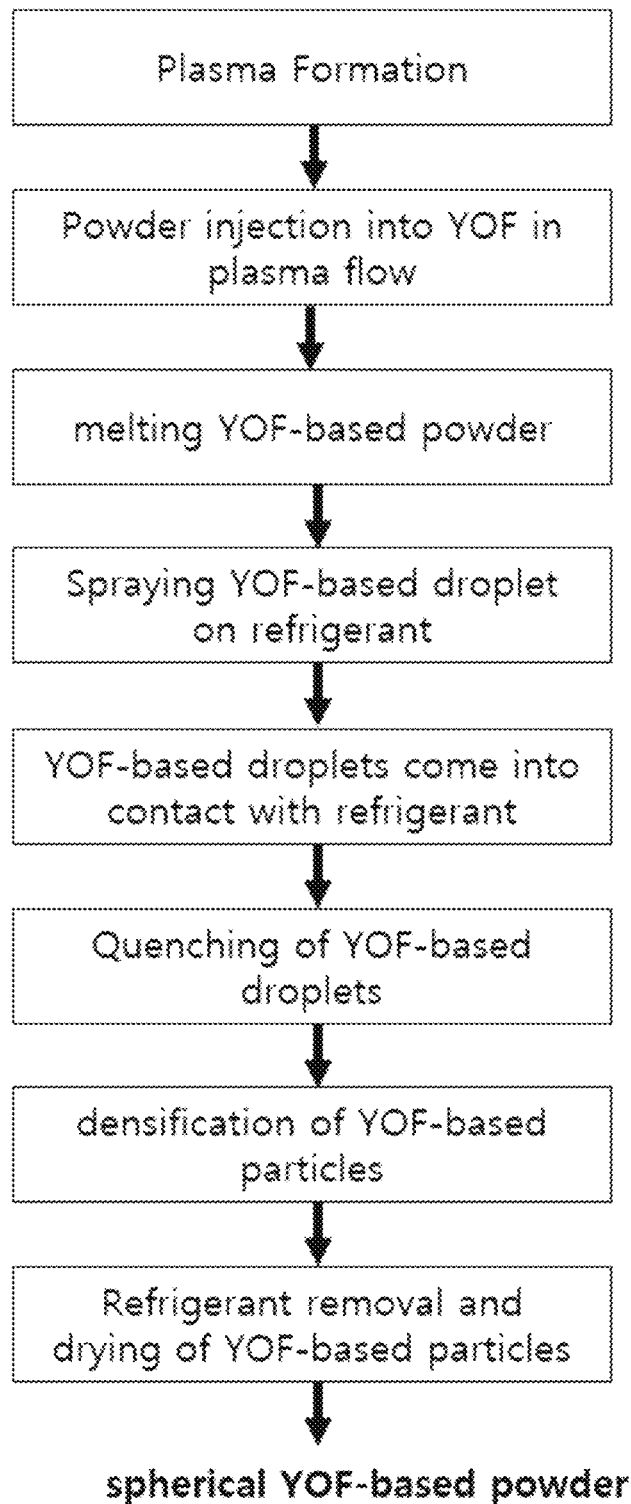 Plasma Formation
Powder injection into YOF in
plasma flow
melting YOF-based powder
Spraying YOF-based droplet
on refrigerant
YOF-based droplets come into
contact with refrigerant
Quenching of YOF-based
droplets
densification of YOF-based
particles
Refrigerant removal and
drying of YOF-based particles
spherical YOF-based powder